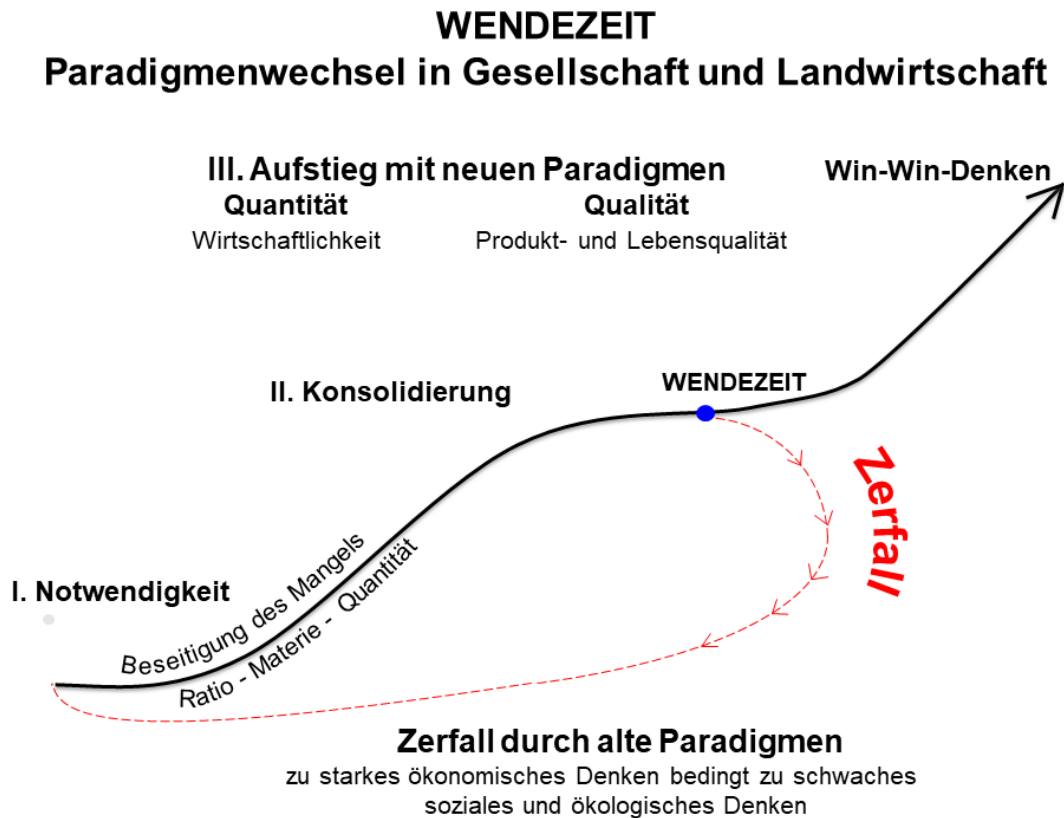 WENDEZEIT
Paradigmenwechsel in Gesellschaft und Landwirtschaft
III. Aufstieg mit neuen Paradigmen
Win-Win-Denken
Quantität
Qualität
Wirtschaftlichkeit
Produkt- und Lebensqualität
II. Konsolidierung
WENDEZEIT
Zerfall
I. Notwendigkeit
Beseitigung des Mangels
Ratio - Materie - Quantität
Zerfall durch alte Paradigmen
zu starkes ökonomisches Denken bedingt zu schwaches
soziales und ökologisches Denken